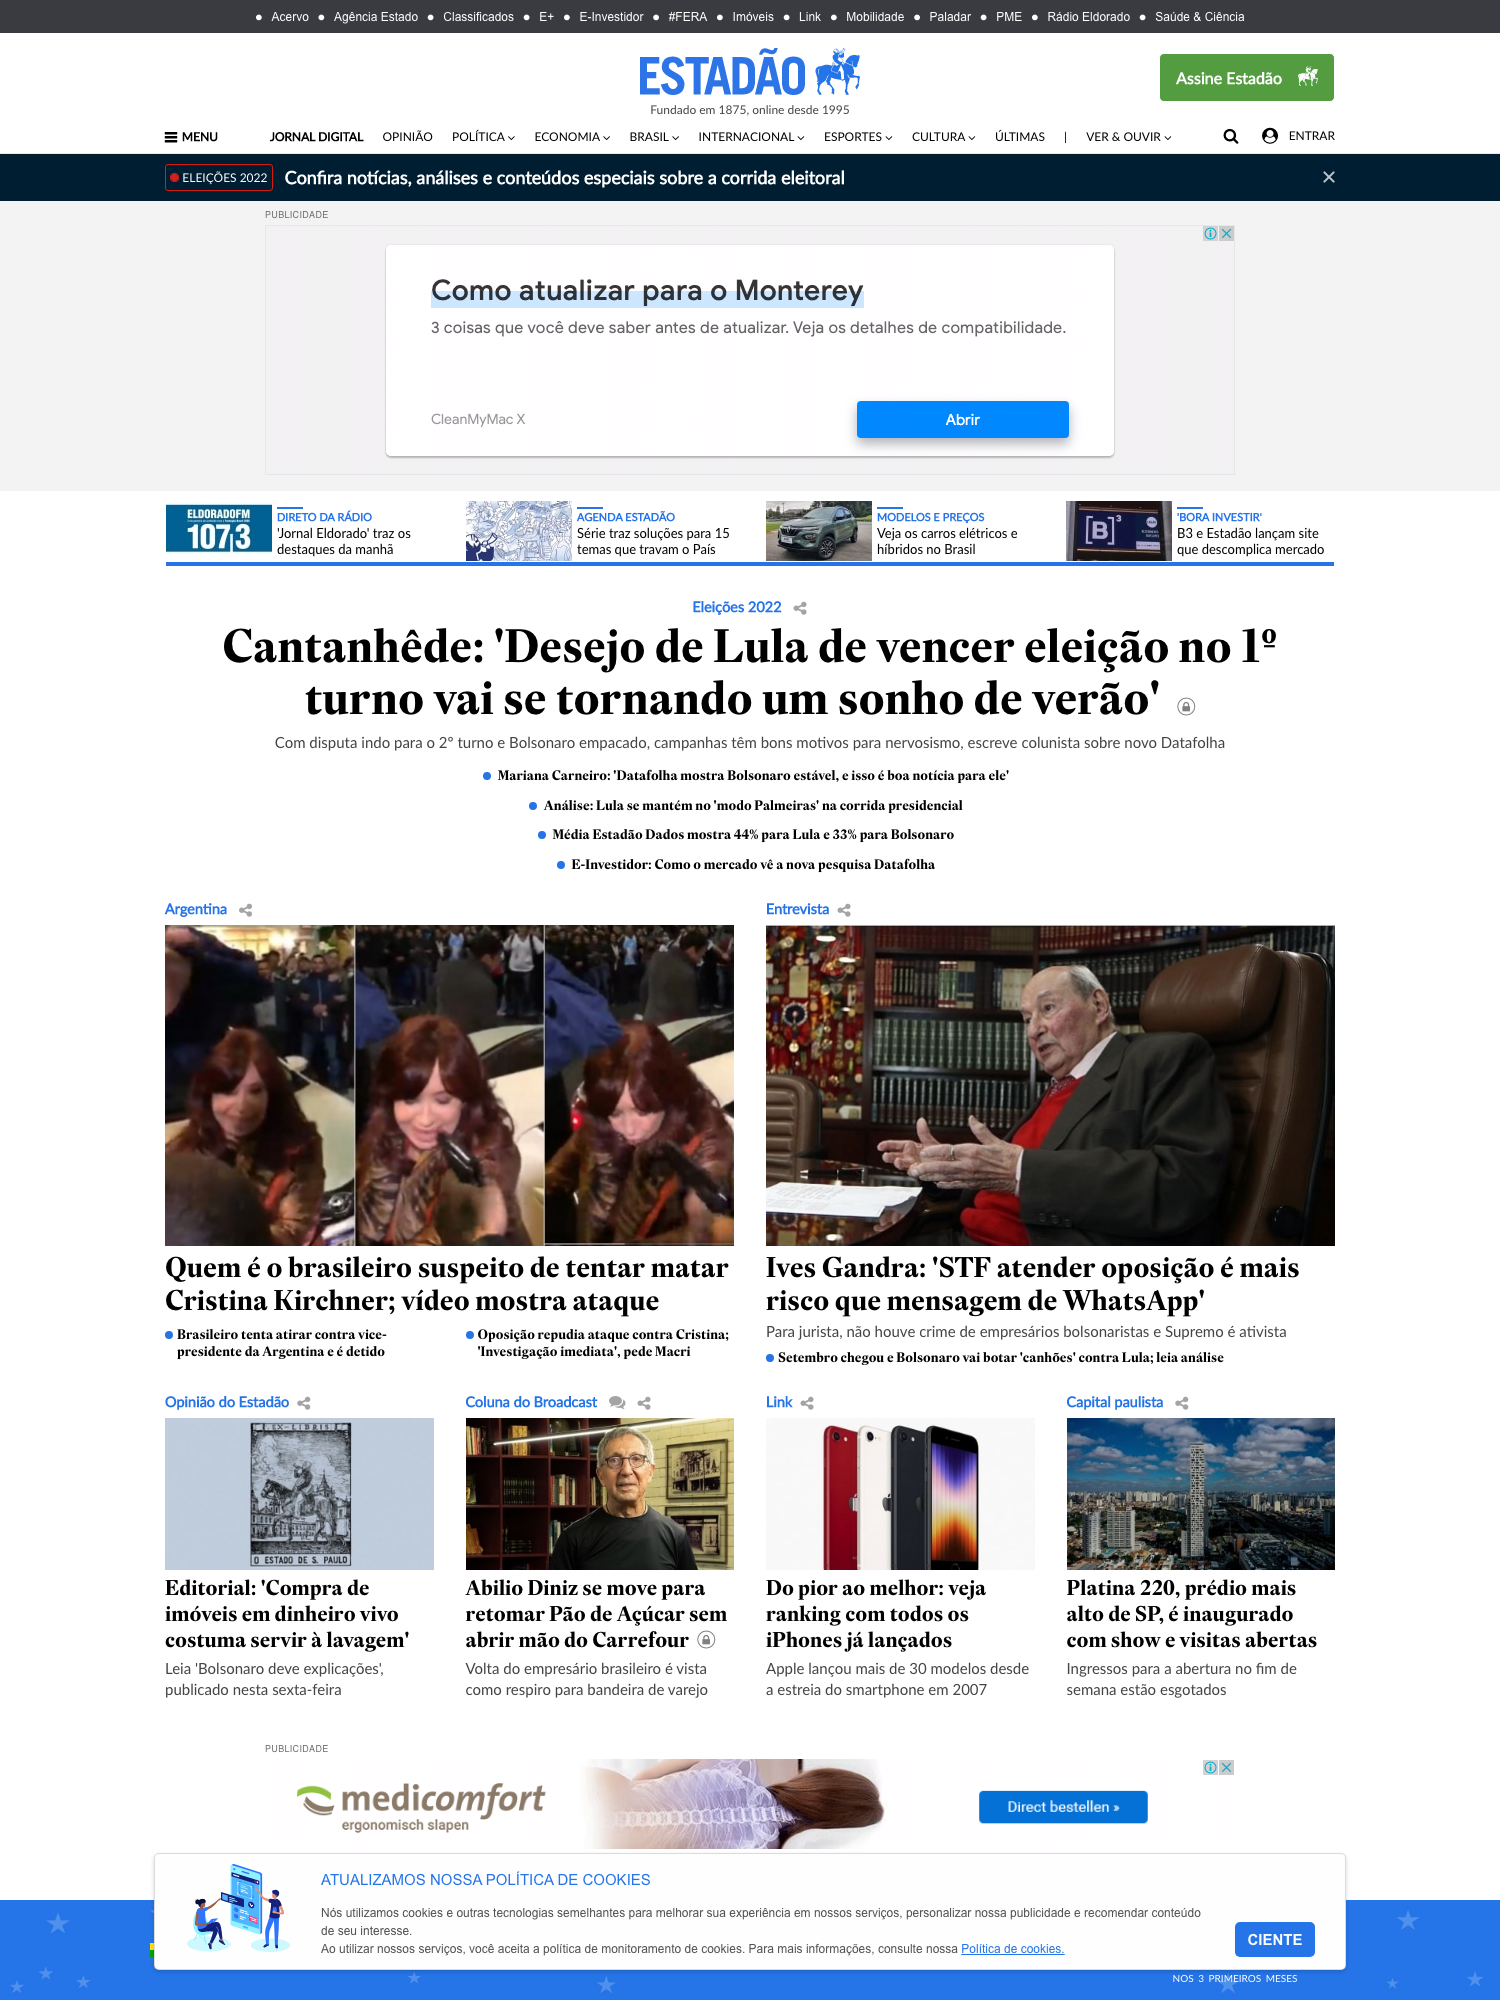 Acervo Agência Estado Classificados E+ E-Investidor #FERA Imóveis Link Mobilidade Paladar PME Rádio Eldorado Saúde & Ciência
ESTADÃO
Fundado em 1875, online desde 1995
Assine Estadão
MENU JORNAL DIGITAL OPINIÃO POLÍTICA ECONOMIA BRASIL INTERNACIONAL ESPORTES CULTURA ÚLTIMAS | VER & OUVIR ENTRAR
ELEIÇÕES 2022 Confira notícias, análises e conteúdos especiais sobre a corrida eleitoral
PUBLICIDADE
Como atualizar para o Monterey
3 coisas que você deve saber antes de atualizar. Veja os detalhes de compatibilidade.
CleanMyMac X
Abrir
ELDORADOFM
107,3
DIRETO DA RÁDIO
'Jornal Eldorado' traz os
destaques da manhã
AGENDA ESTADÃO
Série traz soluções para 15
temas que travam o País
MODELOS E PREÇOS
Veja os carros elétricos e
híbridos no Brasil
[B]³
'BORA INVESTIR'
B3 e Estadão lançam site
que descomplica mercado
Eleições 2022
Cantanhêde: 'Desejo de Lula de vencer eleição no 1º
turno vai se tornando um sonho de verão'
Com disputa indo para o 2º turno e Bolsonaro empacado, campanhas têm bons motivos para nervosismo, escreve colunista sobre novo Datafolha
Mariana Carneiro: 'Datafolha mostra Bolsonaro estável, e isso é boa notícia para ele'
Análise: Lula se mantém no 'modo Palmeiras' na corrida presidencial
Média Estadão Dados mostra 44% para Lula e 33% para Bolsonaro
E-Investidor: Como o mercado vê a nova pesquisa Datafolha
Argentina
Quem é o brasileiro suspeito de tentar matar
Cristina Kirchner; vídeo mostra ataque
Brasileiro tenta atirar contra vice-
presidente da Argentina e é detido
Oposição repudia ataque contra Cristina;
'Investigação imediata', pede Macri
Entrevista
Ives Gandra: 'STF atender oposição é mais
risco que mensagem de WhatsApp'
Para jurista, não houve crime de empresários bolsonaristas e Supremo é ativista
Setembro chegou e Bolsonaro vai botar 'canhões' contra Lula; leia análise
Opinião do Estadão
EX-LIBRIS
O ESTADO DE S. PAULO
Editorial: 'Compra de
imóveis em dinheiro vivo
costuma servir à lavagem'
Leia 'Bolsonaro deve explicações',
publicado nesta sexta-feira
Coluna do Broadcast
Abilio Diniz se move para
retomar Pão de Açúcar sem
abrir mão do Carrefour
Volta do empresário brasileiro é vista
como respiro para bandeira de varejo
Link
Do pior ao melhor: veja
ranking com todos os
iPhones já lançados
Apple lançou mais de 30 modelos desde
a estreia do smartphone em 2007
Capital paulista
Platina 220, prédio mais
alto de SP, é inaugurado
com show e visitas abertas
Ingressos para a abertura no fim de
semana estão esgotados
PUBLICIDADE
medicomfort
ergonomisch slapen
Direct bestellen »
ATUALIZAMOS NOSSA POLÍTICA DE COOKIES
Nós utilizamos cookies e outras tecnologias semelhantes para melhorar sua experiência em nossos serviços, personalizar nossa publicidade e recomendar conteúdo
de seu interesse.
Ao utilizar nossos serviços, você aceita a política de monitoramento de cookies. Para mais informações, consulte nossa Política de cookies.
CIENTE
NOS 3 PRIMEIROS MESES